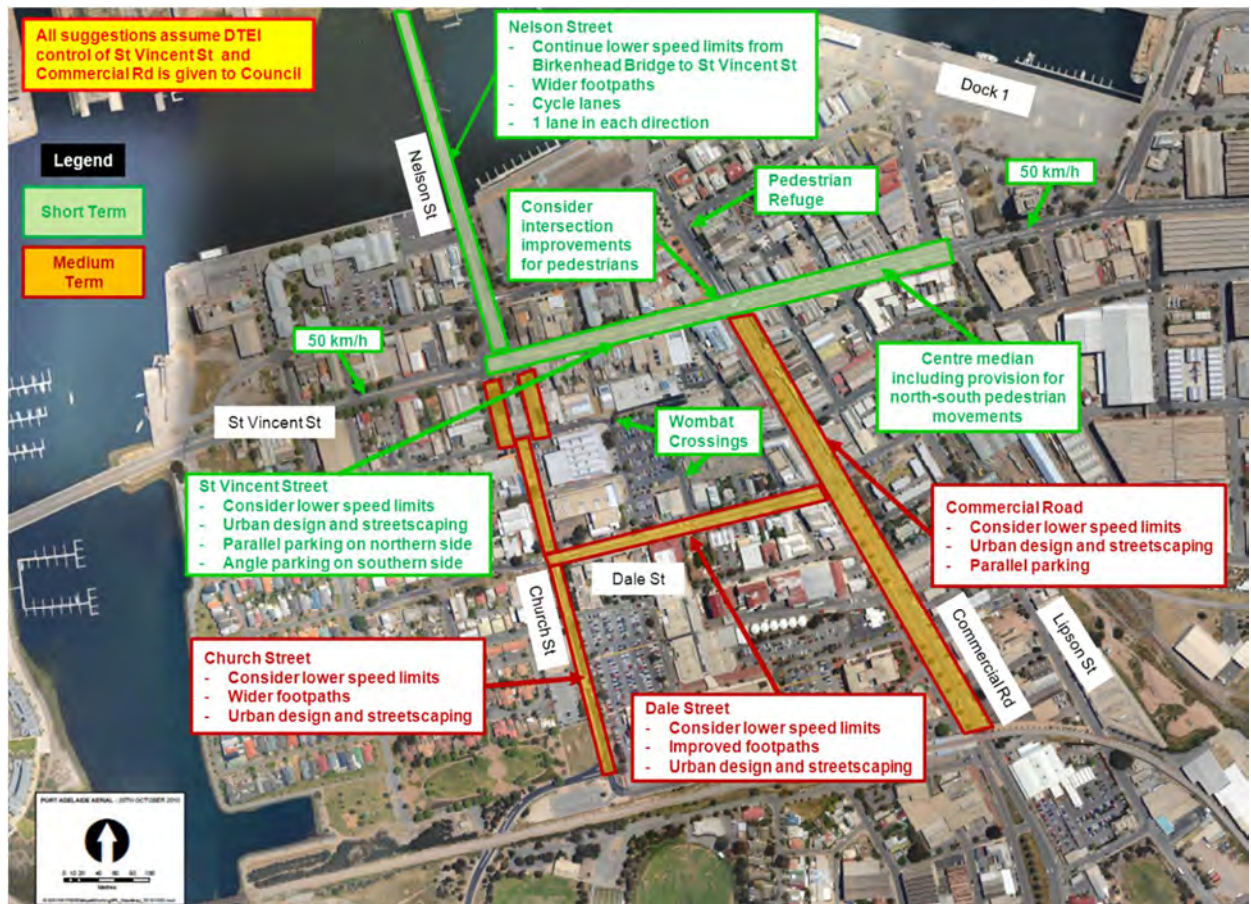 All suggestions assume DTEI
control of St Vincent St and
Commercial Rd is given to Council
Legend
Short Term
Medium
Term
Nelson Street
- Continue lower speed limits from
Birkenhead Bridge to St Vincent St
- Wider footpaths
- Cycle lanes
- 1 lane in each direction
Dock 1
Nelson St
Consider
intersection
improvements
for pedestrians
Pedestrian
Refuge
50 km/h
50 km/h
St Vincent St
Centre median
including provision for
north-south pedestrian
movements
Wombat
Crossings
St Vincent Street
- Consider lower speed limits
- Urban design and streetscaping
- Parallel parking on northern side
- Angle parking on southern side
Commercial Road
- Consider lower speed limits
- Urban design and streetscaping
- Parallel parking
Dale St
Church St
Commercial Rd
Lipson St
Church Street
- Consider lower speed limits
- Wider footpaths
- Urban design and streetscaping
Dale Street
- Consider lower speed limits
- Improved footpaths
- Urban design and streetscaping
PORT ADELAIDE AERIAL - 20TH OCTOBER 2010
Metres